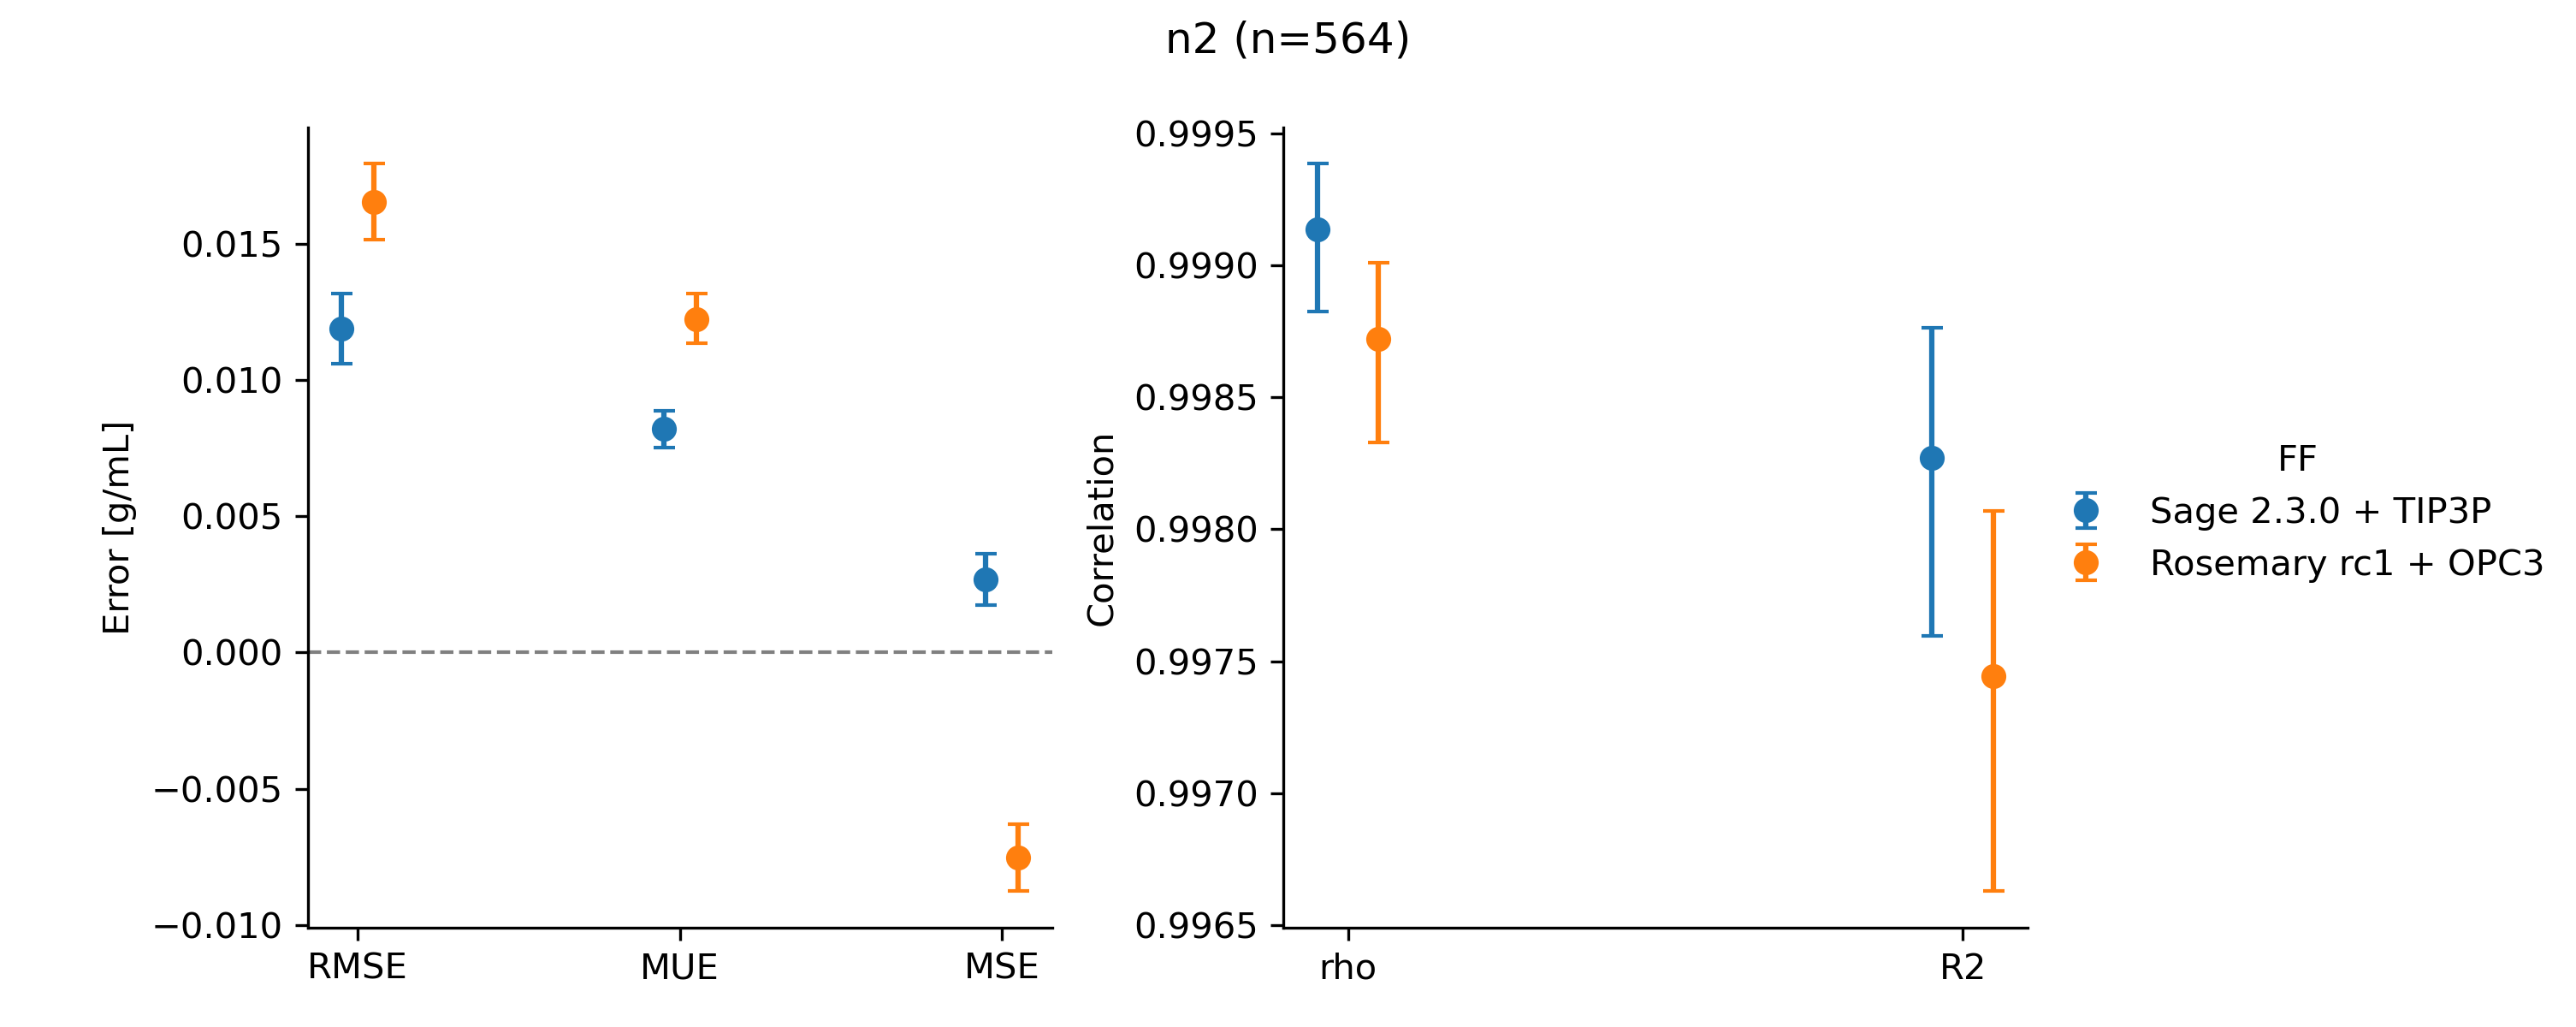 n2 (n=564)
Error [g/mL]
0.015
0.010
0.005
0.000
−0.005
−0.010
RMSE
MUE
MSE
Correlation
0.9995
0.9990
0.9985
0.9980
0.9975
0.9970
0.9965
rho
R2
FF
Sage 2.3.0 + TIP3P
Rosemary rc1 + OPC3